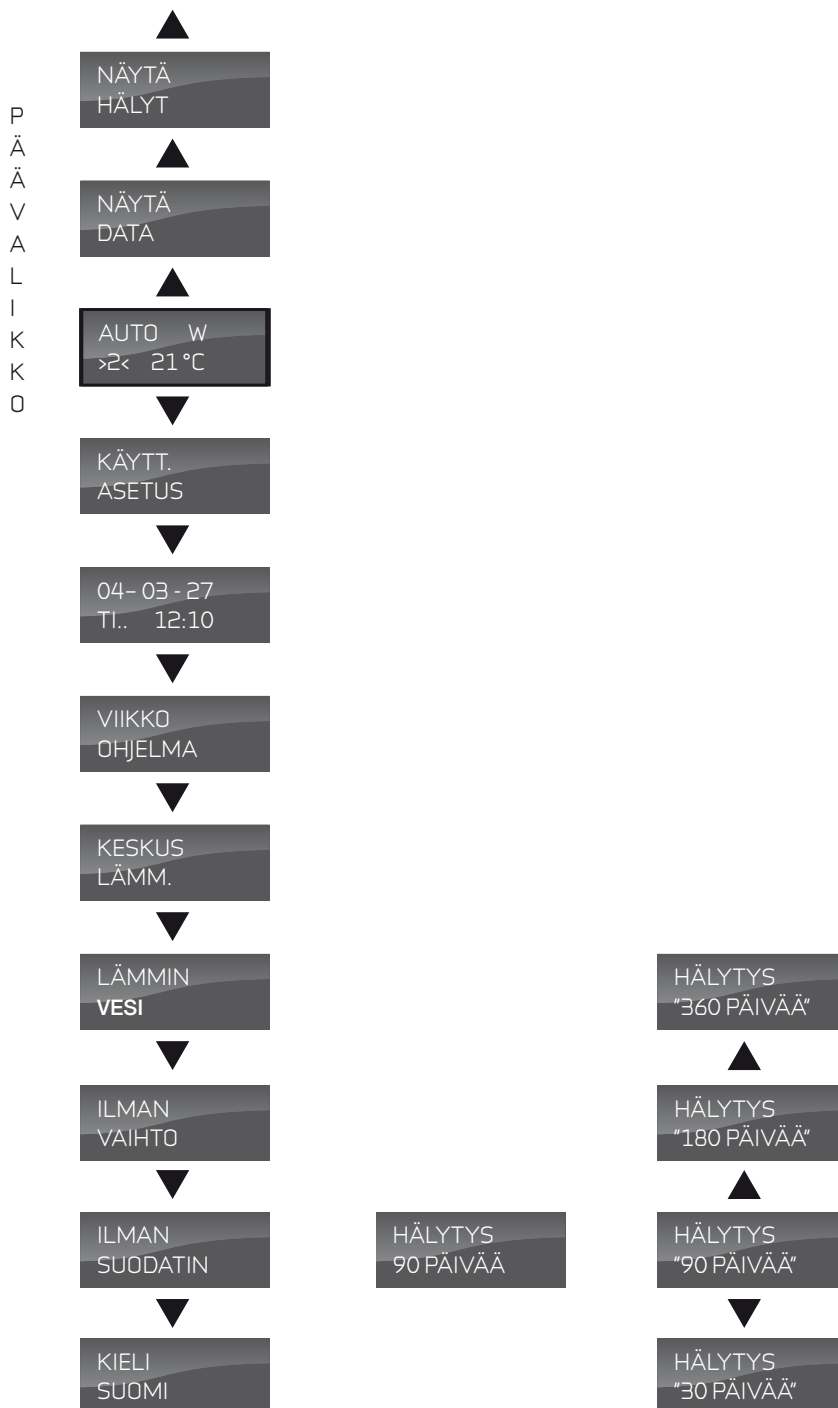 PÄÄVALIKKO
NÄYTÄ
HÄLYT
NÄYTÄ
DATA
AUTO W
>2< 21 °C
KÄYTT.
ASETUS
04- 03 - 27
TI.. 12:10
VIIKKO
OHJELMA
KESKUS
LÄMM.
LÄMMIN
VESI
ILMAN
VAIHTO
ILMAN
SUODATIN
KIELI
SUOMI
HÄLYTYS
90 PÄIVÄÄ
HÄLYTYS
"360 PÄIVÄÄ"
HÄLYTYS
"180 PÄIVÄÄ"
HÄLYTYS
"90 PÄIVÄÄ"
HÄLYTYS
"30 PÄIVÄÄ"